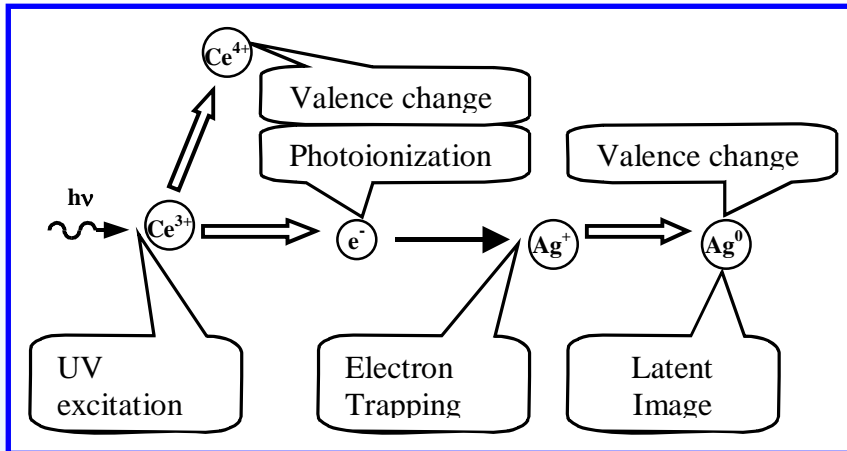 Ce⁴⁺
Valence change
Photoionization
Valence change
hν
Ce³⁺
e⁻
Ag⁺
Ag⁰
UV
excitation
Electron
Trapping
Latent
Image